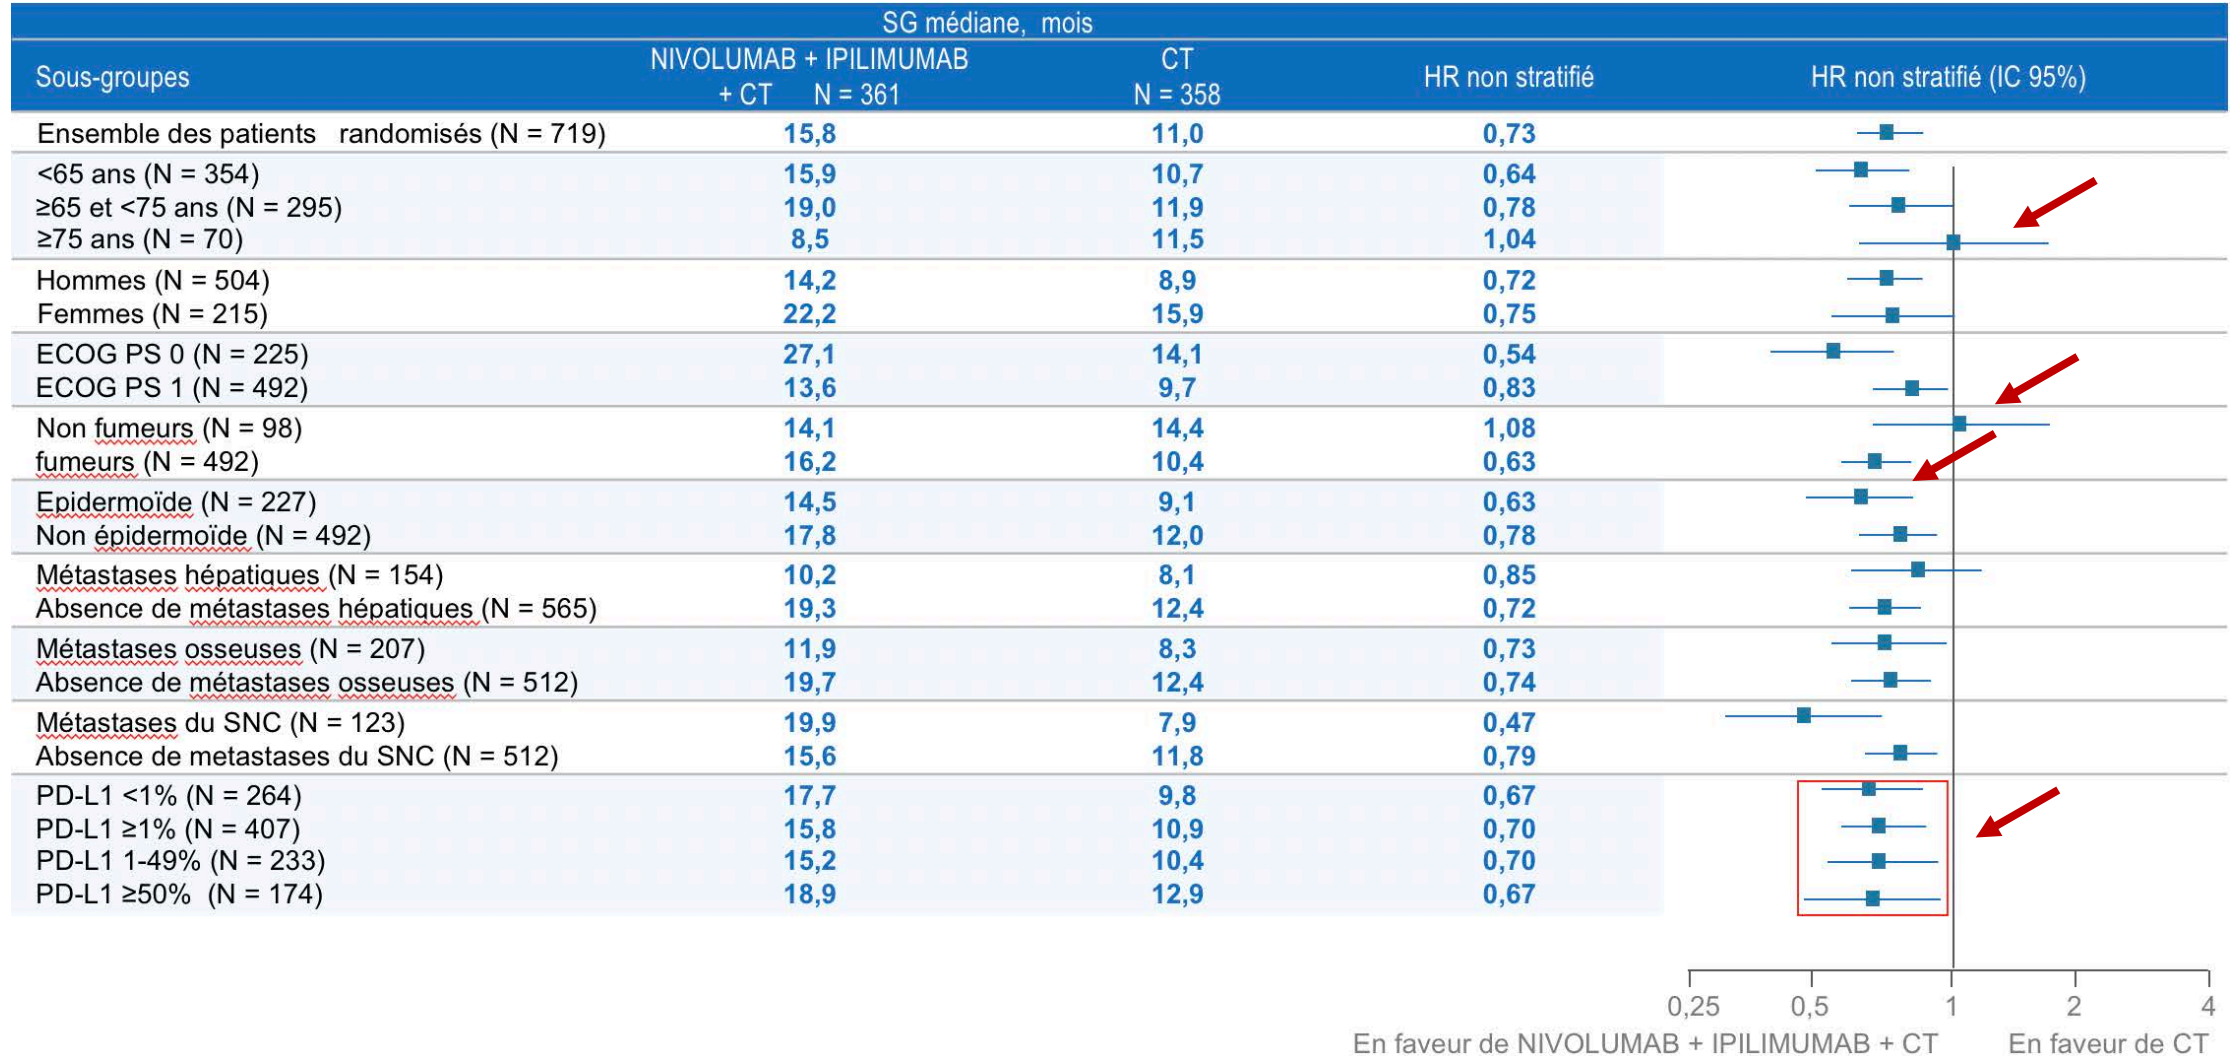 SG médiane, mois
Sous-groupes NIVOLUMAB + IPILIMUMAB + CT N = 361 CT N = 358 HR non stratifié HR non stratifié (IC 95%)
Ensemble des patients randomisés (N = 719) 15,8 11,0 0,73
<65 ans (N = 354) 15,9 10,7 0,64
≥65 et <75 ans (N = 295) 19,0 11,9 0,78
≥75 ans (N = 70) 8,5 11,5 1,04
Hommes (N = 504) 14,2 8,9 0,72
Femmes (N = 215) 22,2 15,9 0,75
ECOG PS 0 (N = 225) 27,1 14,1 0,54
ECOG PS 1 (N = 492) 13,6 9,7 0,83
Non fumeurs (N = 98) 14,1 14,4 1,08
fumeurs (N = 492) 16,2 10,4 0,63
Epidermoïde (N = 227) 14,5 9,1 0,63
Non épidermoïde (N = 492) 17,8 12,0 0,78
Métastases hépatiques (N = 154) 10,2 8,1 0,85
Absence de métastases hépatiques (N = 565) 19,3 12,4 0,72
Métastases osseuses (N = 207) 11,9 8,3 0,73
Absence de métastases osseuses (N = 512) 19,7 12,4 0,74
Métastases du SNC (N = 123) 19,9 7,9 0,47
Absence de metastases du SNC (N = 512) 15,6 11,8 0,79
PD-L1 <1% (N = 264) 17,7 9,8 0,67
PD-L1 ≥1% (N = 407) 15,8 10,9 0,70
PD-L1 1-49% (N = 233) 15,2 10,4 0,70
PD-L1 ≥50% (N = 174) 18,9 12,9 0,67
0,25 0,5 1 2 4
En faveur de NIVOLUMAB + IPILIMUMAB + CT En faveur de CT